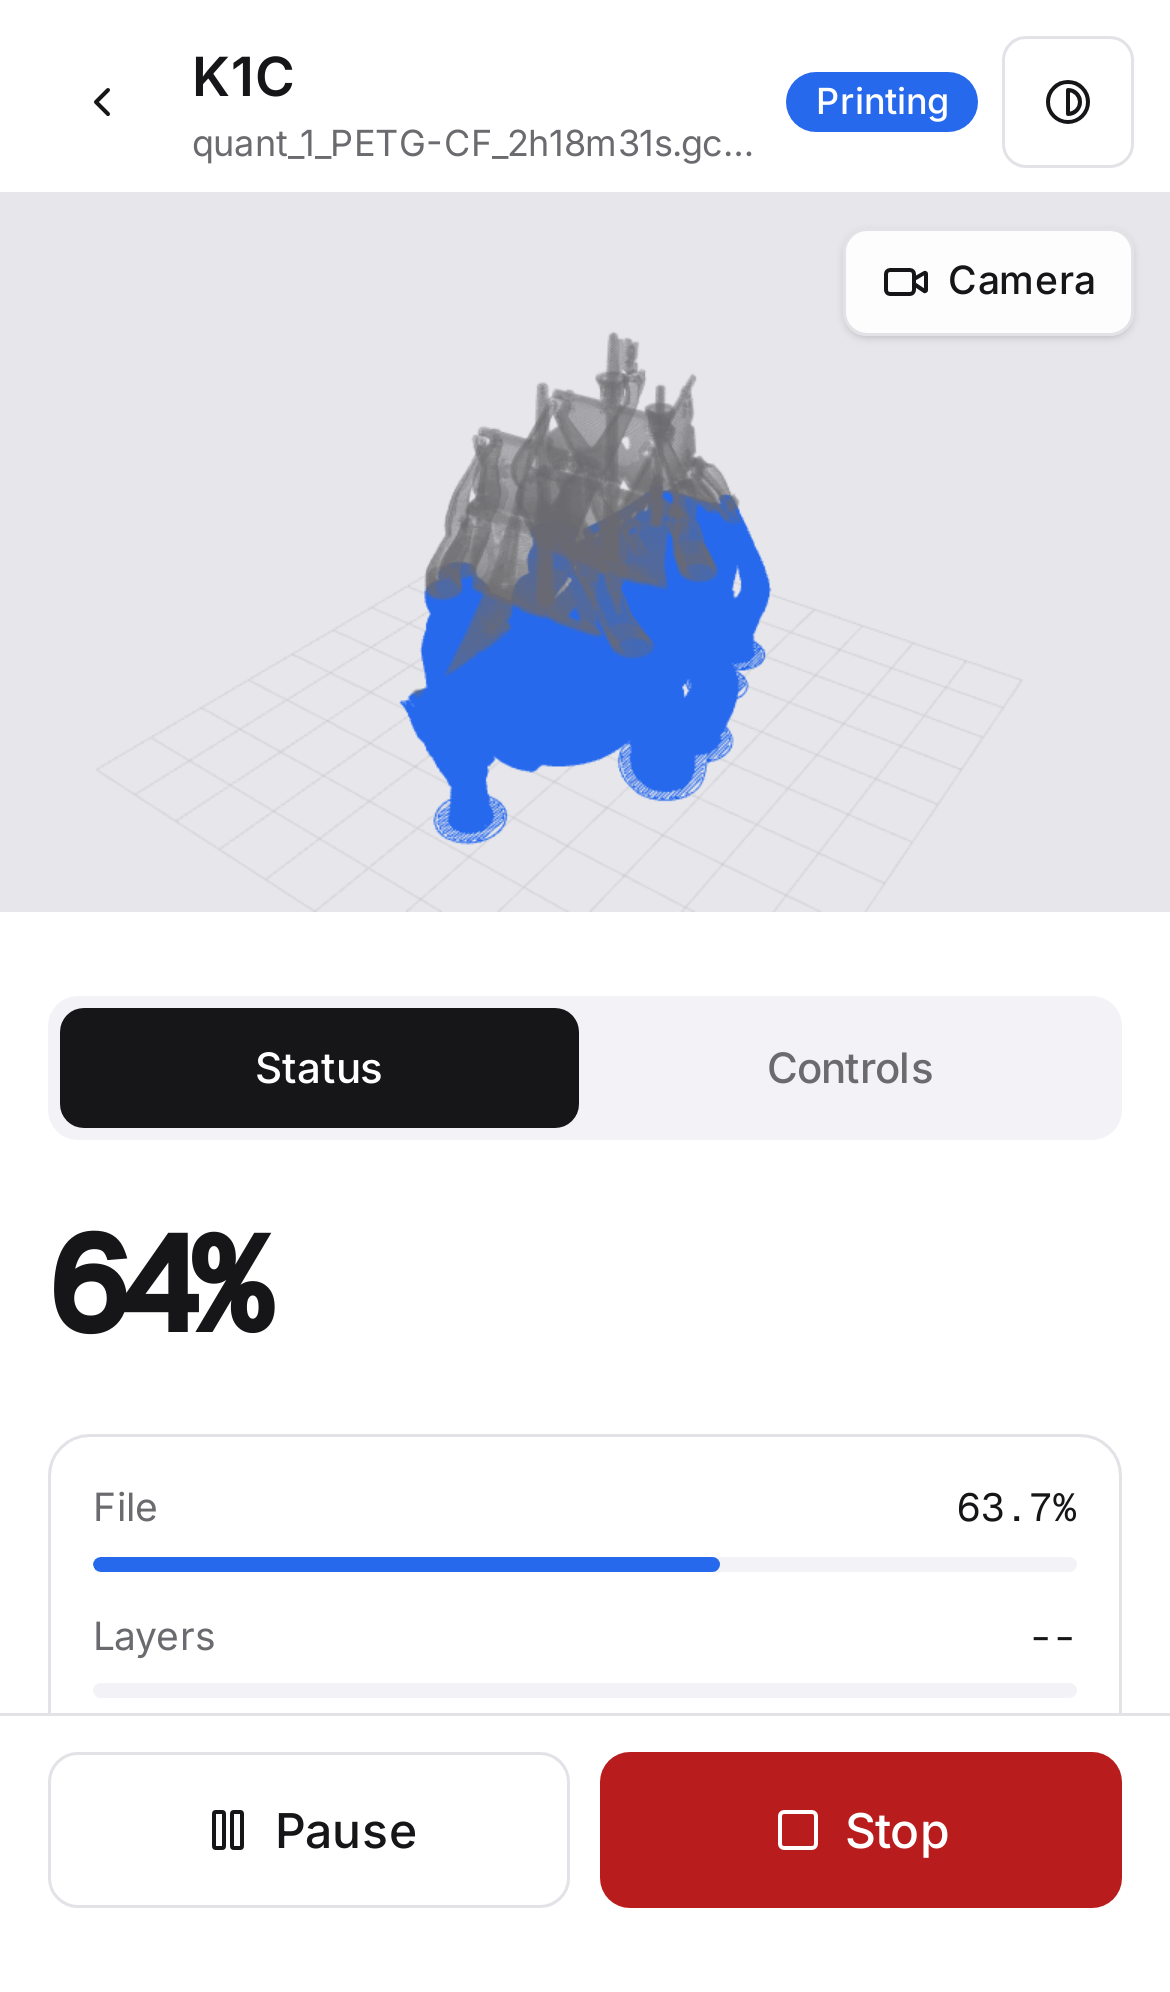 K1C
quant_1_PETG-CF_2h18m31s.gc...
Printing
Camera
Status
Controls
64%
File
63.7%
Layers
--
Pause
Stop